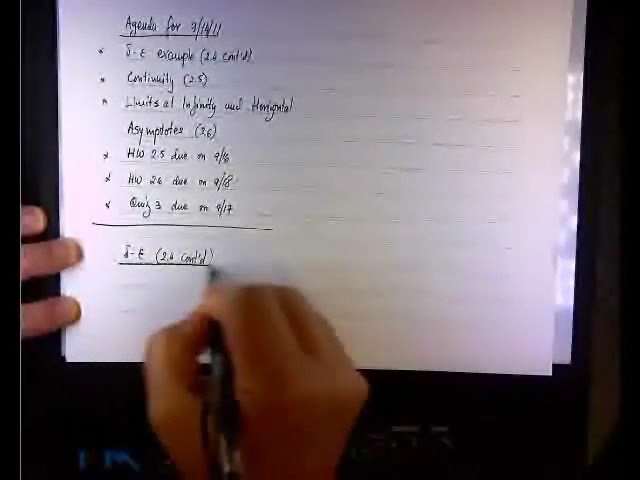 Agenda for 9/14/11
* δ-ε example (2.4 cont'd)
* Continuity (2.5)
* Limits at Infinity and Horizontal
Asymptotes (2.6)
* HW 2.5 due on 9/16
* HW 2.6 due on 9/18
* Quiz 3 due on 9/17
δ-ε (2.4 cont'd)